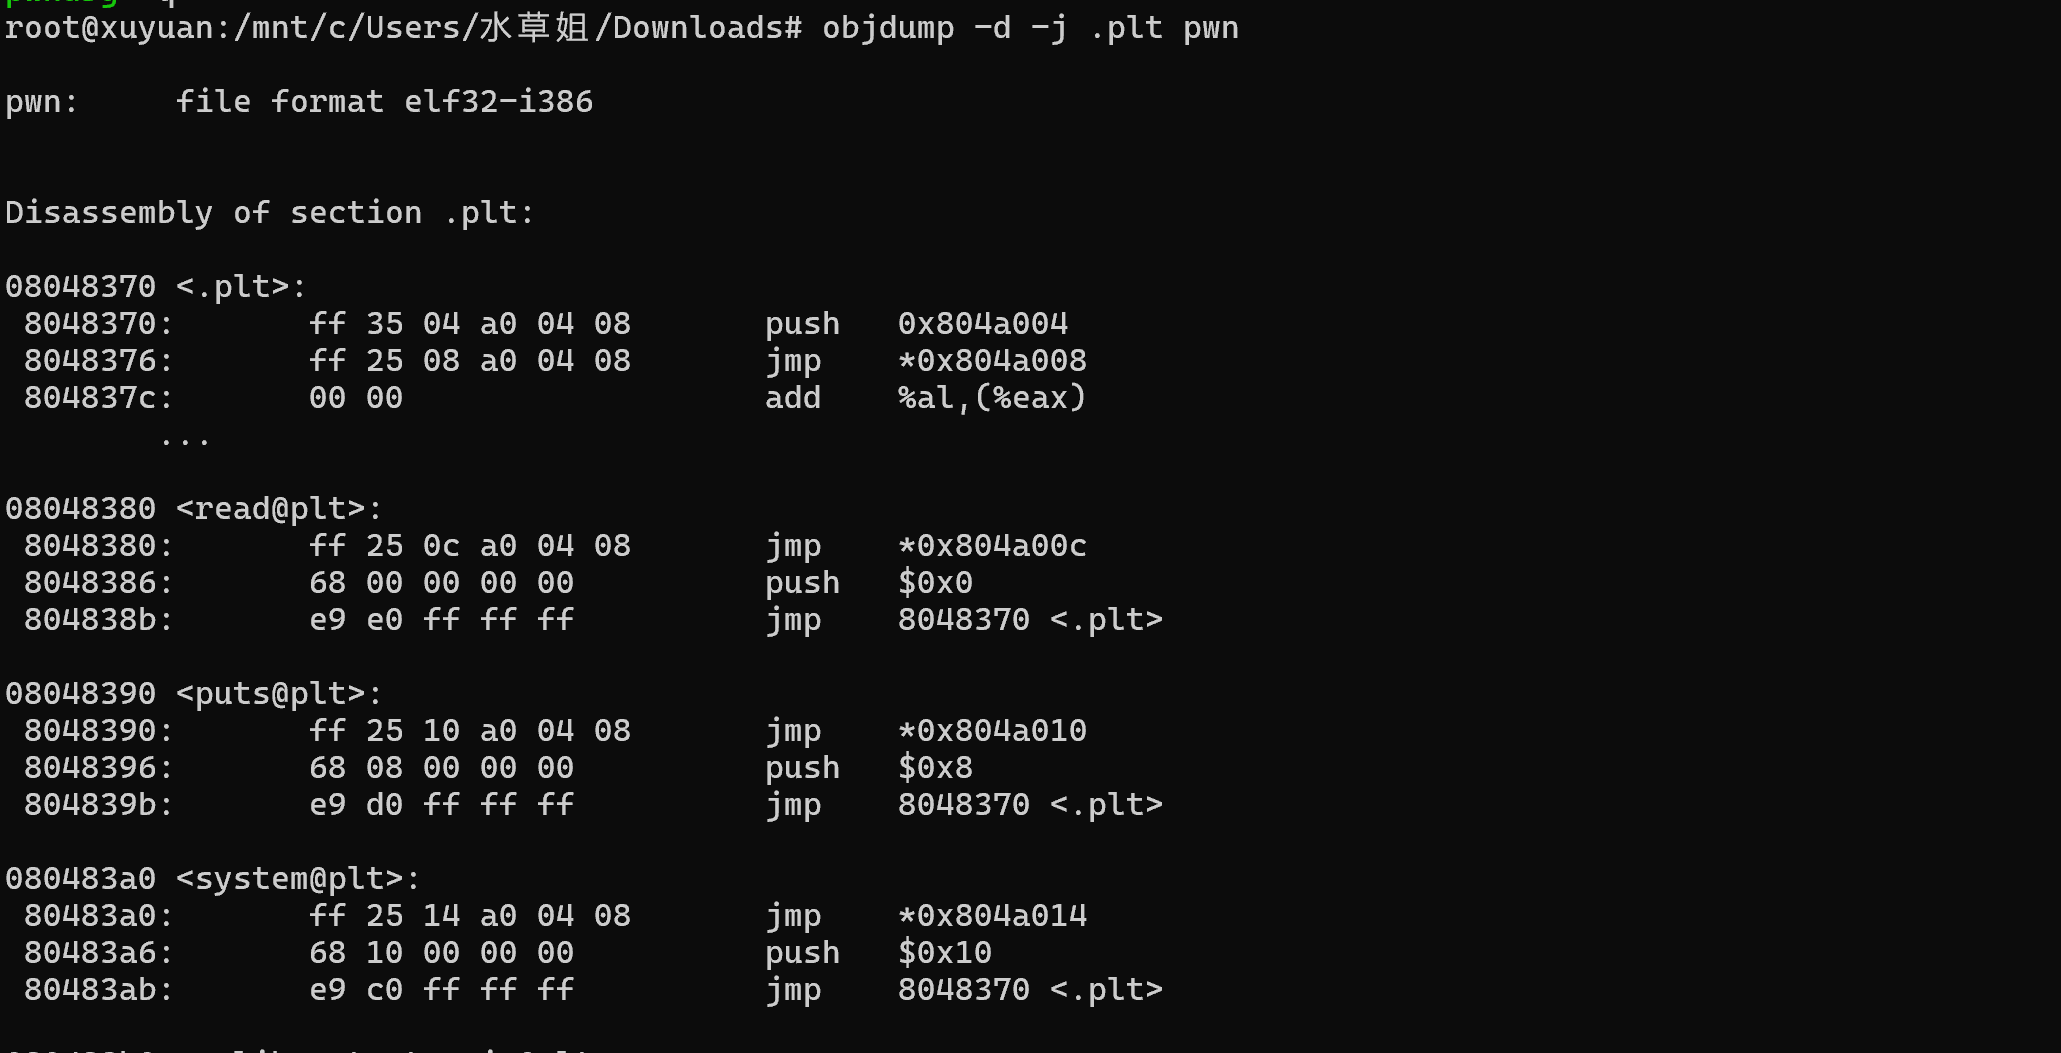 root@xuyuan:/mnt/c/Users/水草姐/Downloads# objdump -d -j .plt pwn
pwn:     file format elf32-i386
Disassembly of section .plt:
08048370 <.plt>:
 8048370:       ff 35 04 a0 04 08       push   0x804a004
 8048376:       ff 25 08 a0 04 08       jmp    *0x804a008
 804837c:       00 00                   add    %al,(%eax)
        ...
08048380 <read@plt>:
 8048380:       ff 25 0c a0 04 08       jmp    *0x804a00c
 8048386:       68 00 00 00 00          push   $0x0
 804838b:       e9 e0 ff ff ff          jmp    8048370 <.plt>
08048390 <puts@plt>:
 8048390:       ff 25 10 a0 04 08       jmp    *0x804a010
 8048396:       68 08 00 00 00          push   $0x8
 804839b:       e9 d0 ff ff ff          jmp    8048370 <.plt>
080483a0 <system@plt>:
 80483a0:       ff 25 14 a0 04 08       jmp    *0x804a014
 80483a6:       68 10 00 00 00          push   $0x10
 80483ab:       e9 c0 ff ff ff          jmp    8048370 <.plt>